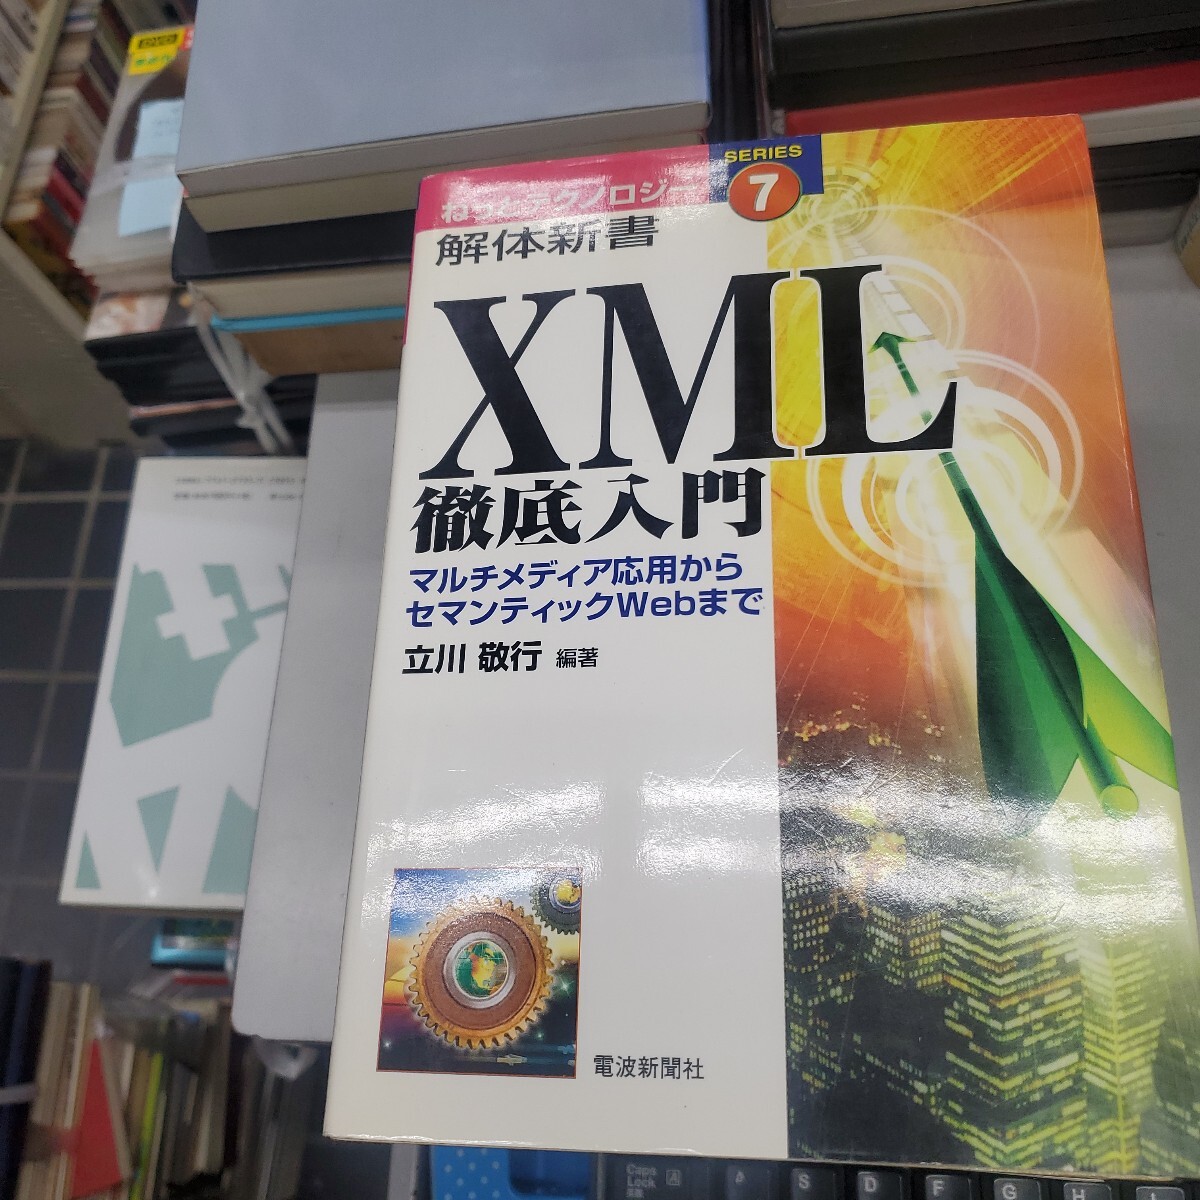 SERIES
7
ねっとテクノロジー
解体新書
XML
徹底入門
マルチメディア応用から
セマンティックWebまで
立川 敬行 編著
電波新聞社
DVD
Caps
Lock
A
S
D
F
G
H